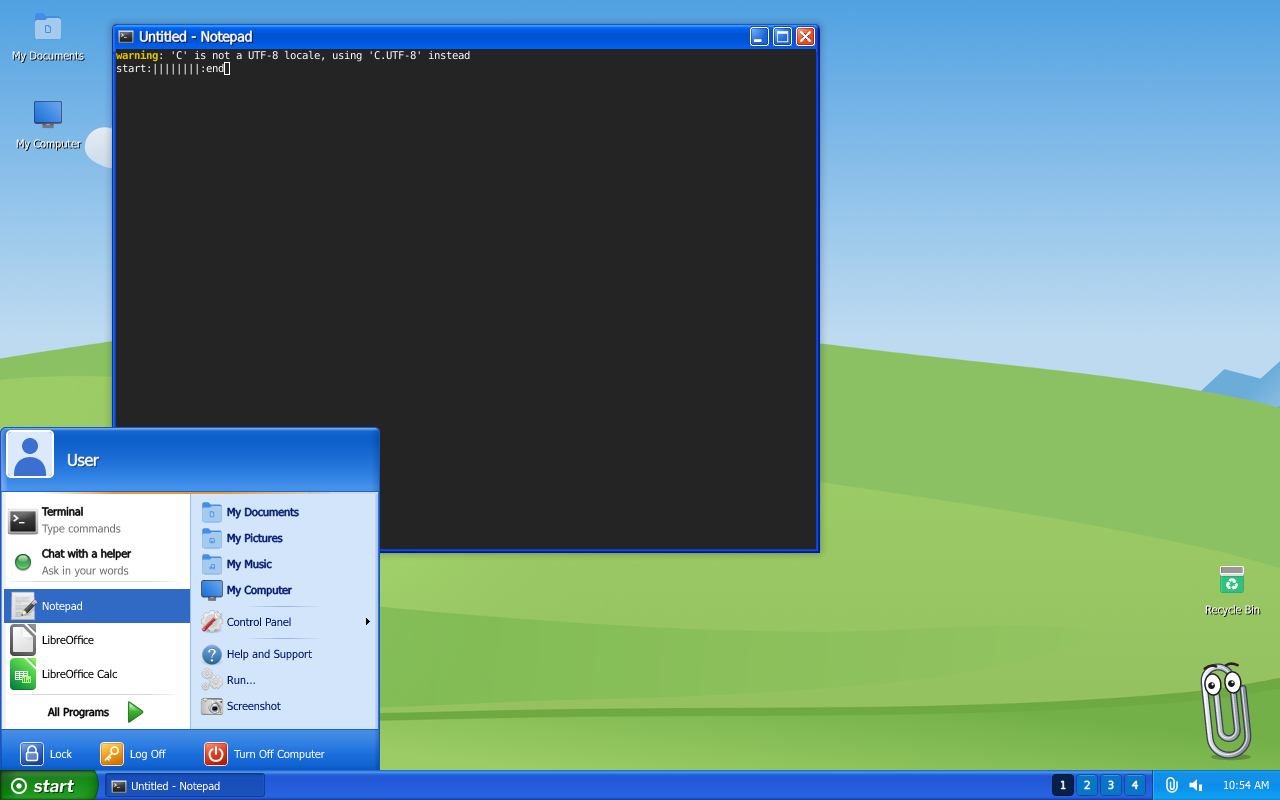 My Documents
My Computer
Untitled - Notepad
warning: 'C' is not a UTF-8 locale, using 'C.UTF-8' instead
start:||||||||:end
User
Terminal
Type commands
Chat with a helper
Ask in your words
Notepad
LibreOffice
LibreOffice Calc
All Programs
My Documents
My Pictures
My Music
My Computer
Control Panel
Help and Support
Run...
Screenshot
Lock
Log Off
Turn Off Computer
Recycle Bin
start
Untitled - Notepad
1 2 3 4
10:54 AM